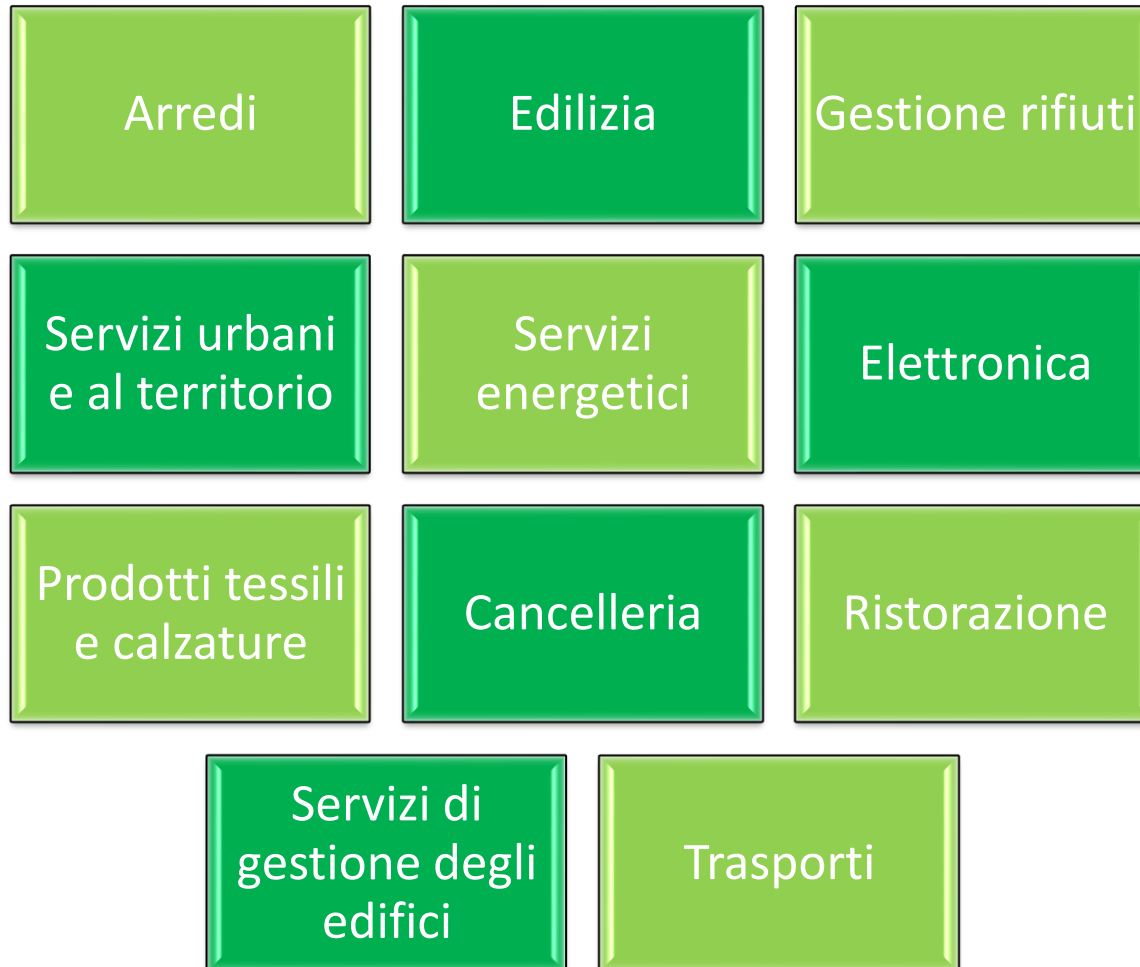 Arredi
Edilizia
Gestione rifiuti
Servizi urbani
e al territorio
Servizi
energetici
Elettronica
Prodotti tessili
e calzature
Cancelleria
Ristorazione
Servizi di
gestione degli
edifici
Trasporti